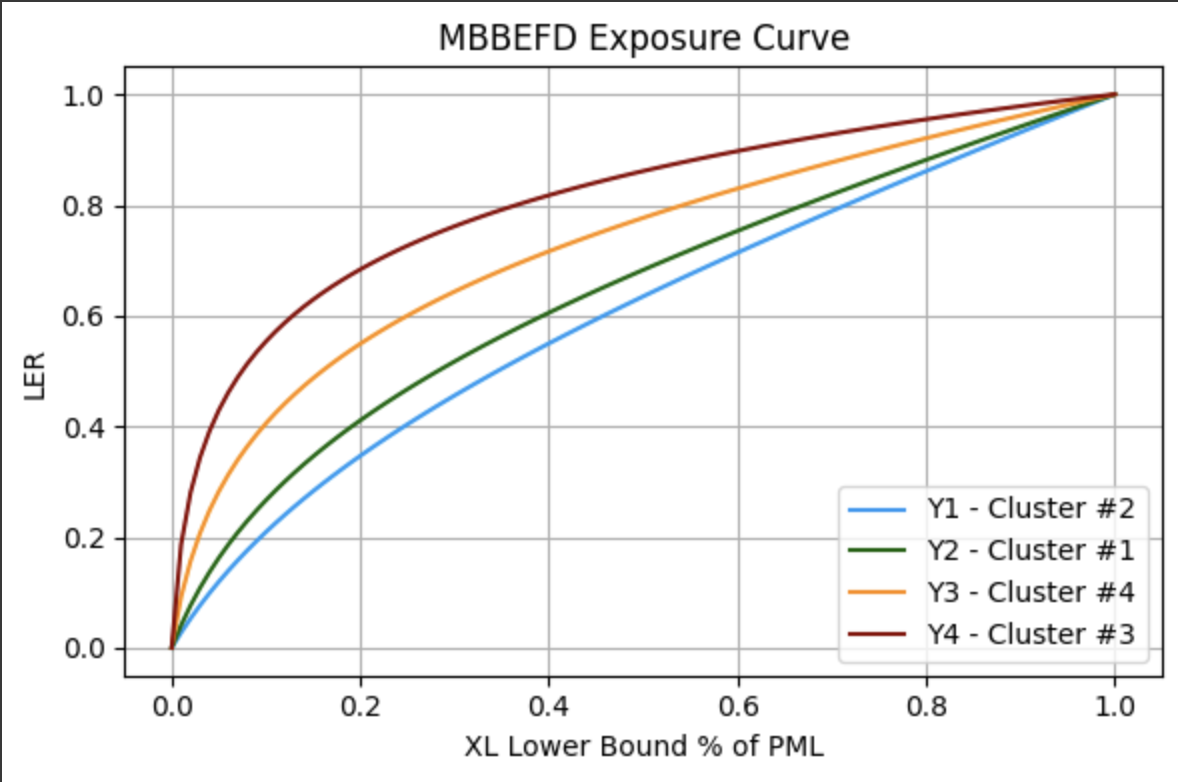 MBBEFD Exposure Curve
1.0
0.8
0.6
0.4
0.2
0.0
LER
0.0 0.2 0.4 0.6 0.8 1.0
XL Lower Bound % of PML
Y1 - Cluster #2
Y2 - Cluster #1
Y3 - Cluster #4
Y4 - Cluster #3